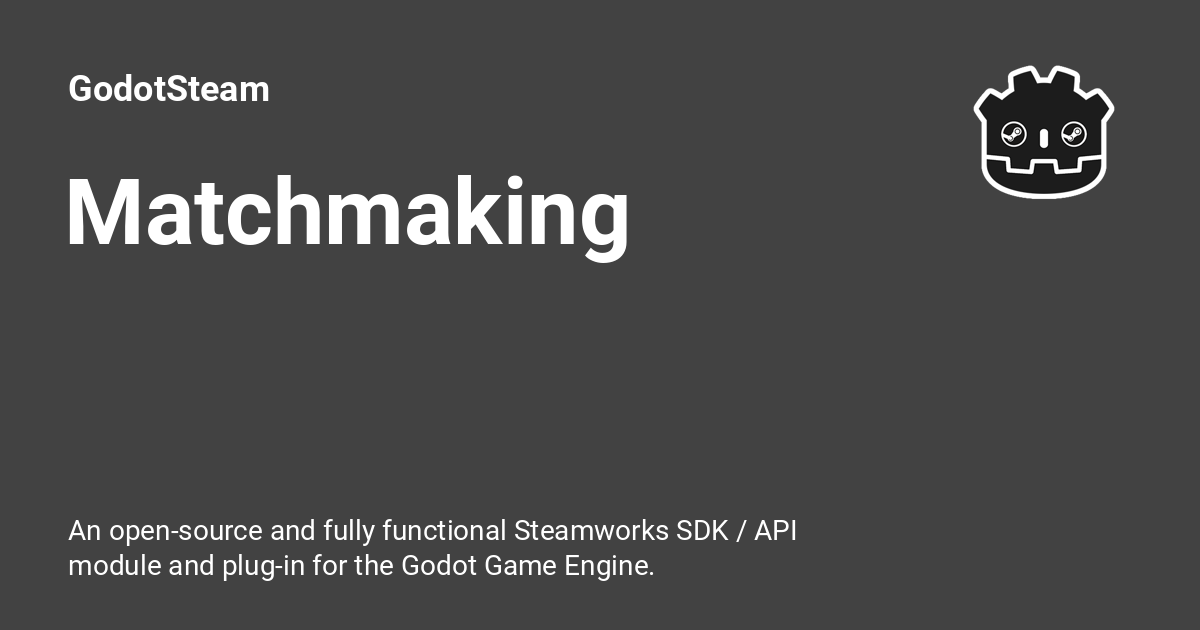 GodotSteam
Matchmaking
An open-source and fully functional Steamworks SDK / API
module and plug-in for the Godot Game Engine.